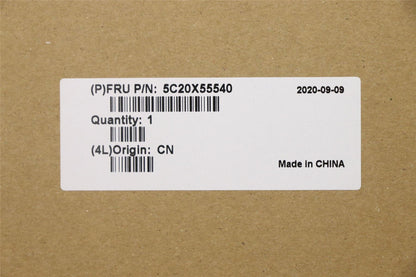 (P)FRU P/N: 5C20X55540
2020-09-09
Quantity: 1
(4L)Origin: CN
Made in CHINA